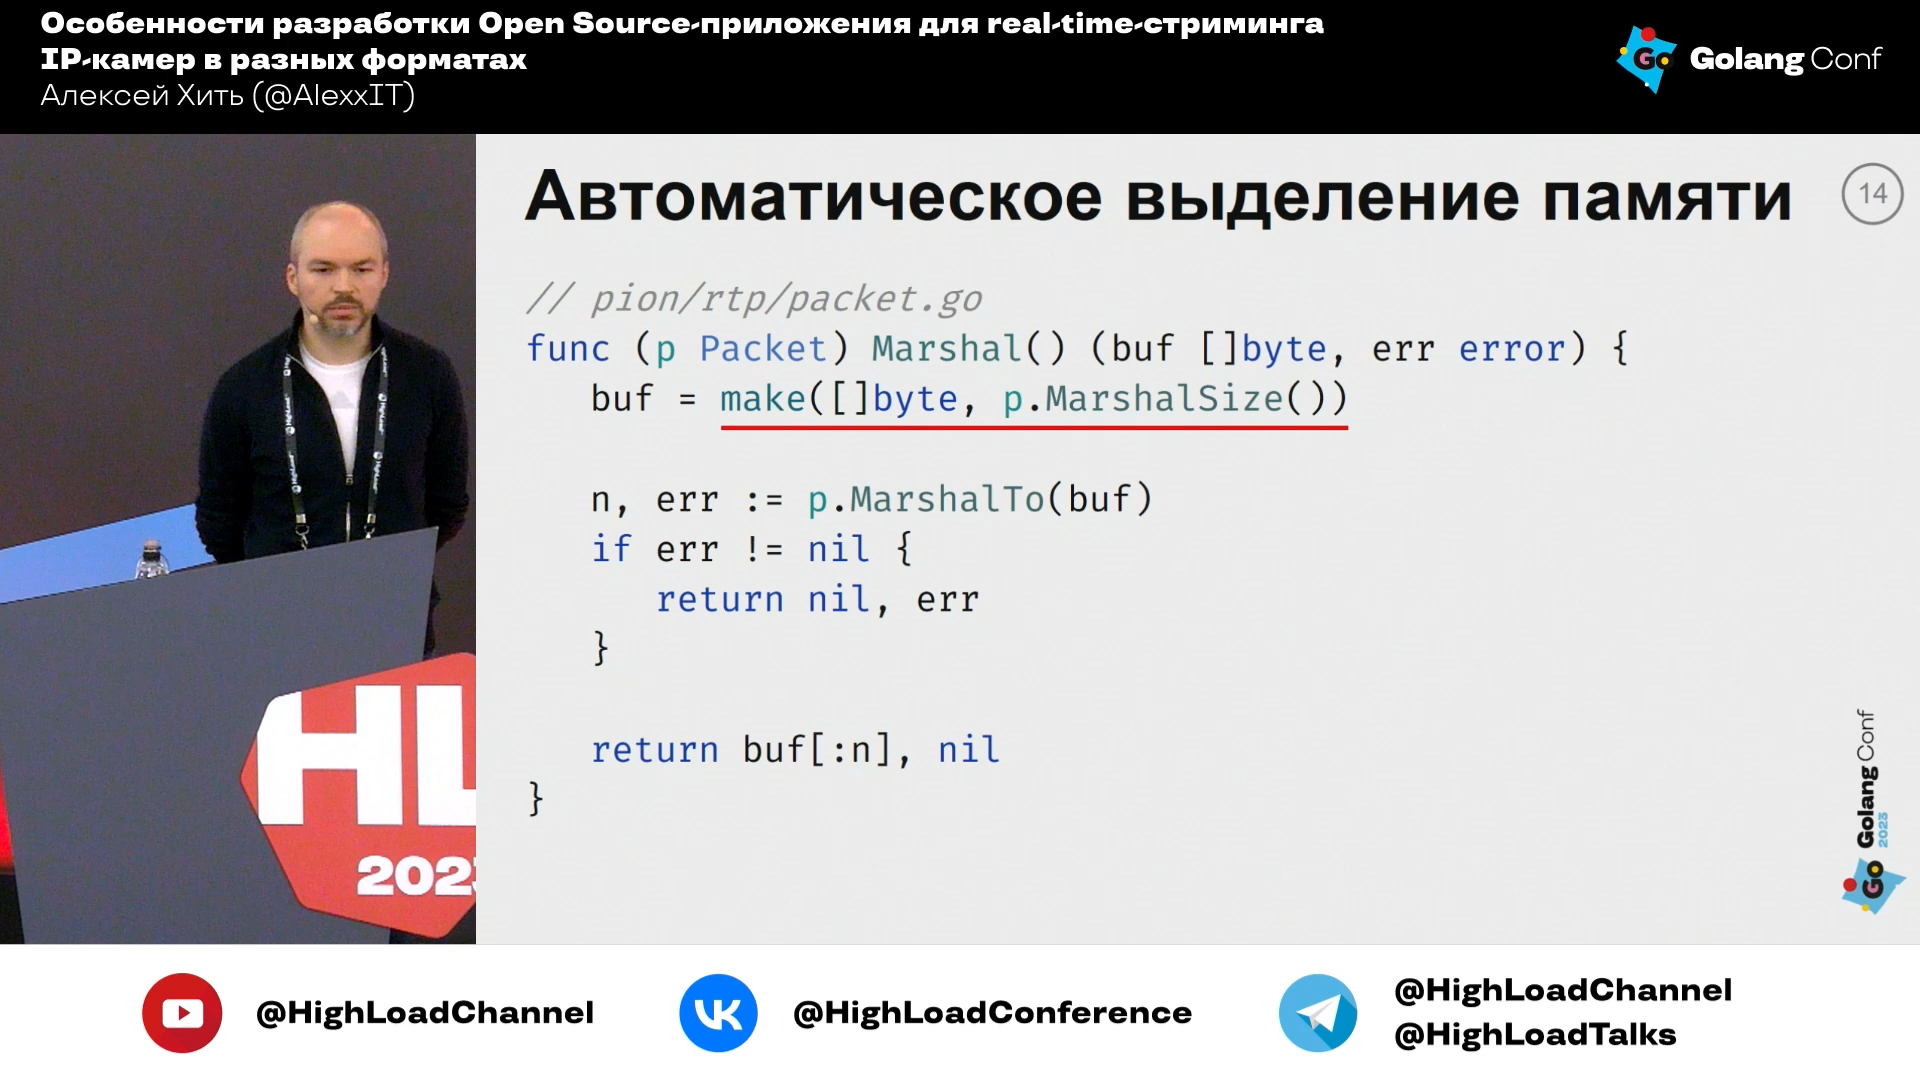 Особенности разработки Open Source-приложения для real-time-стриминга
IP-камер в разных форматах
Алексей Хить (@AlexxIT)
Go Golang Conf
Автоматическое выделение памяти
14
// pion/rtp/packet.go
func (p Packet) Marshal() (buf []byte, err error) {
buf = make([]byte, p.MarshalSize())
n, err := p.MarshalTo(buf)
if err != nil {
return nil, err
}
return buf[:n], nil
}
HL
2023
Go Golang Conf
2023
@HighLoadChannel
@HighLoadConference
@HighLoadChannel
@HighLoadTalks